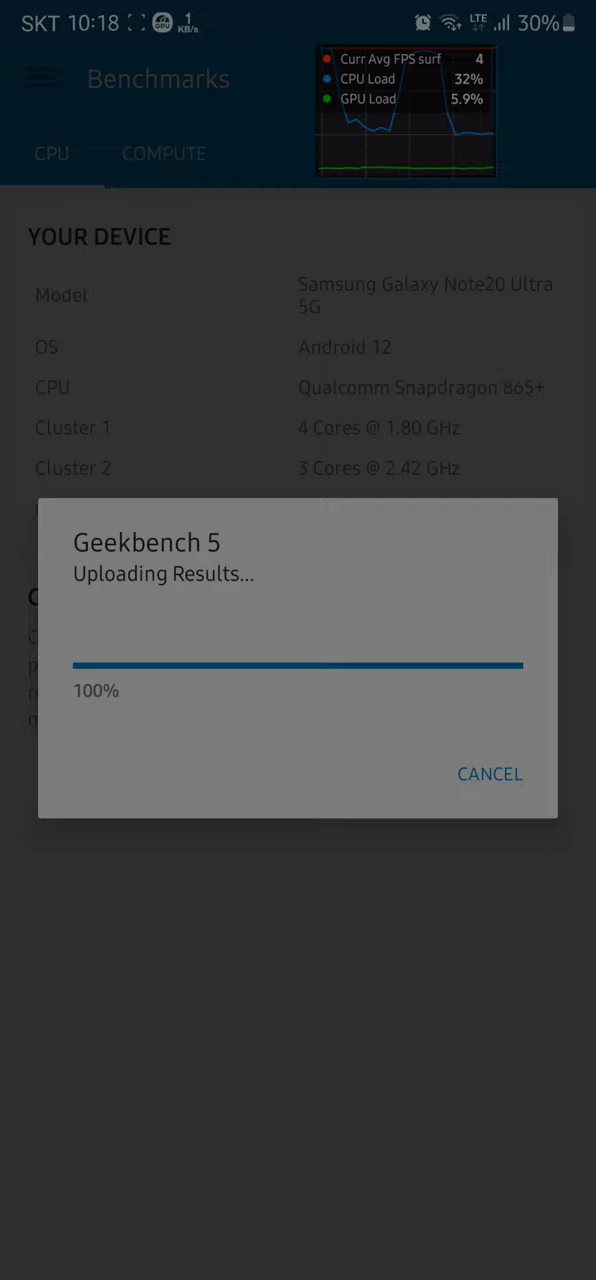 SKT 10:18 GPU 1 KB/s LTE 30%
Curr Avg FPS surf 4
CPU Load 32%
GPU Load 5.9%
Benchmarks
CPU COMPUTE
YOUR DEVICE
Model Samsung Galaxy Note20 Ultra 5G
OS Android 12
CPU Qualcomm Snapdragon 865+
Cluster 1 4 Cores @ 1.80 GHz
Cluster 2 3 Cores @ 2.42 GHz
Geekbench 5
Uploading Results...
100%
CANCEL